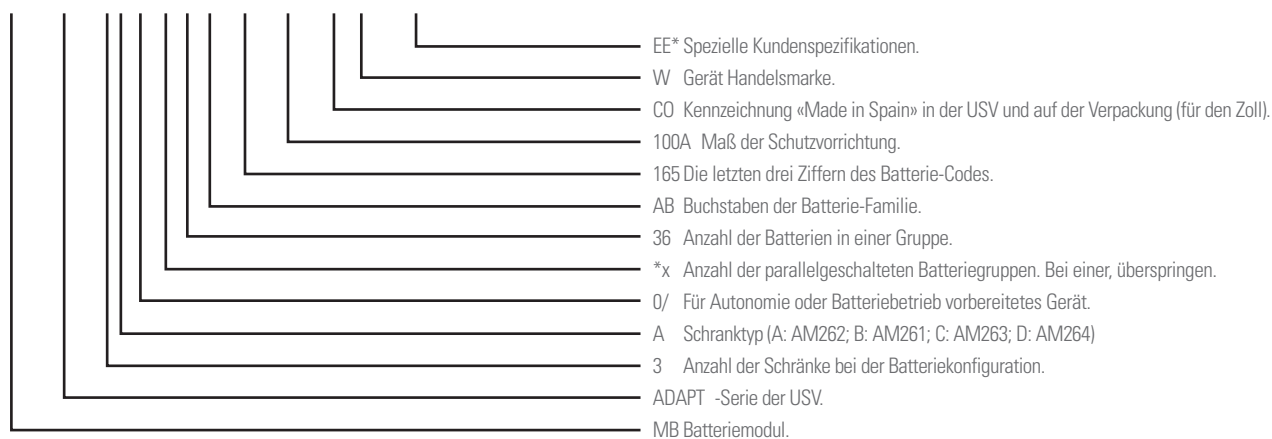 EE* Spezielle Kundenspezifikationen.
W Gerät Handelsmarke.
CO Kennzeichnung «Made in Spain» in der USV und auf der Verpackung (für den Zoll).
100A Maß der Schutzvorrichtung.
165 Die letzten drei Ziffern des Batterie-Codes.
AB Buchstaben der Batterie-Familie.
36 Anzahl der Batterien in einer Gruppe.
*x Anzahl der parallelgeschalteten Batteriegruppen. Bei einer, überspringen.
0/ Für Autonomie oder Batteriebetrieb vorbereitetes Gerät.
A Schranktyp (A: AM262; B: AM261; C: AM263; D: AM264)
3 Anzahl der Schränke bei der Batteriekonfiguration.
ADAPT -Serie der USV.
MB Batteriemodul.